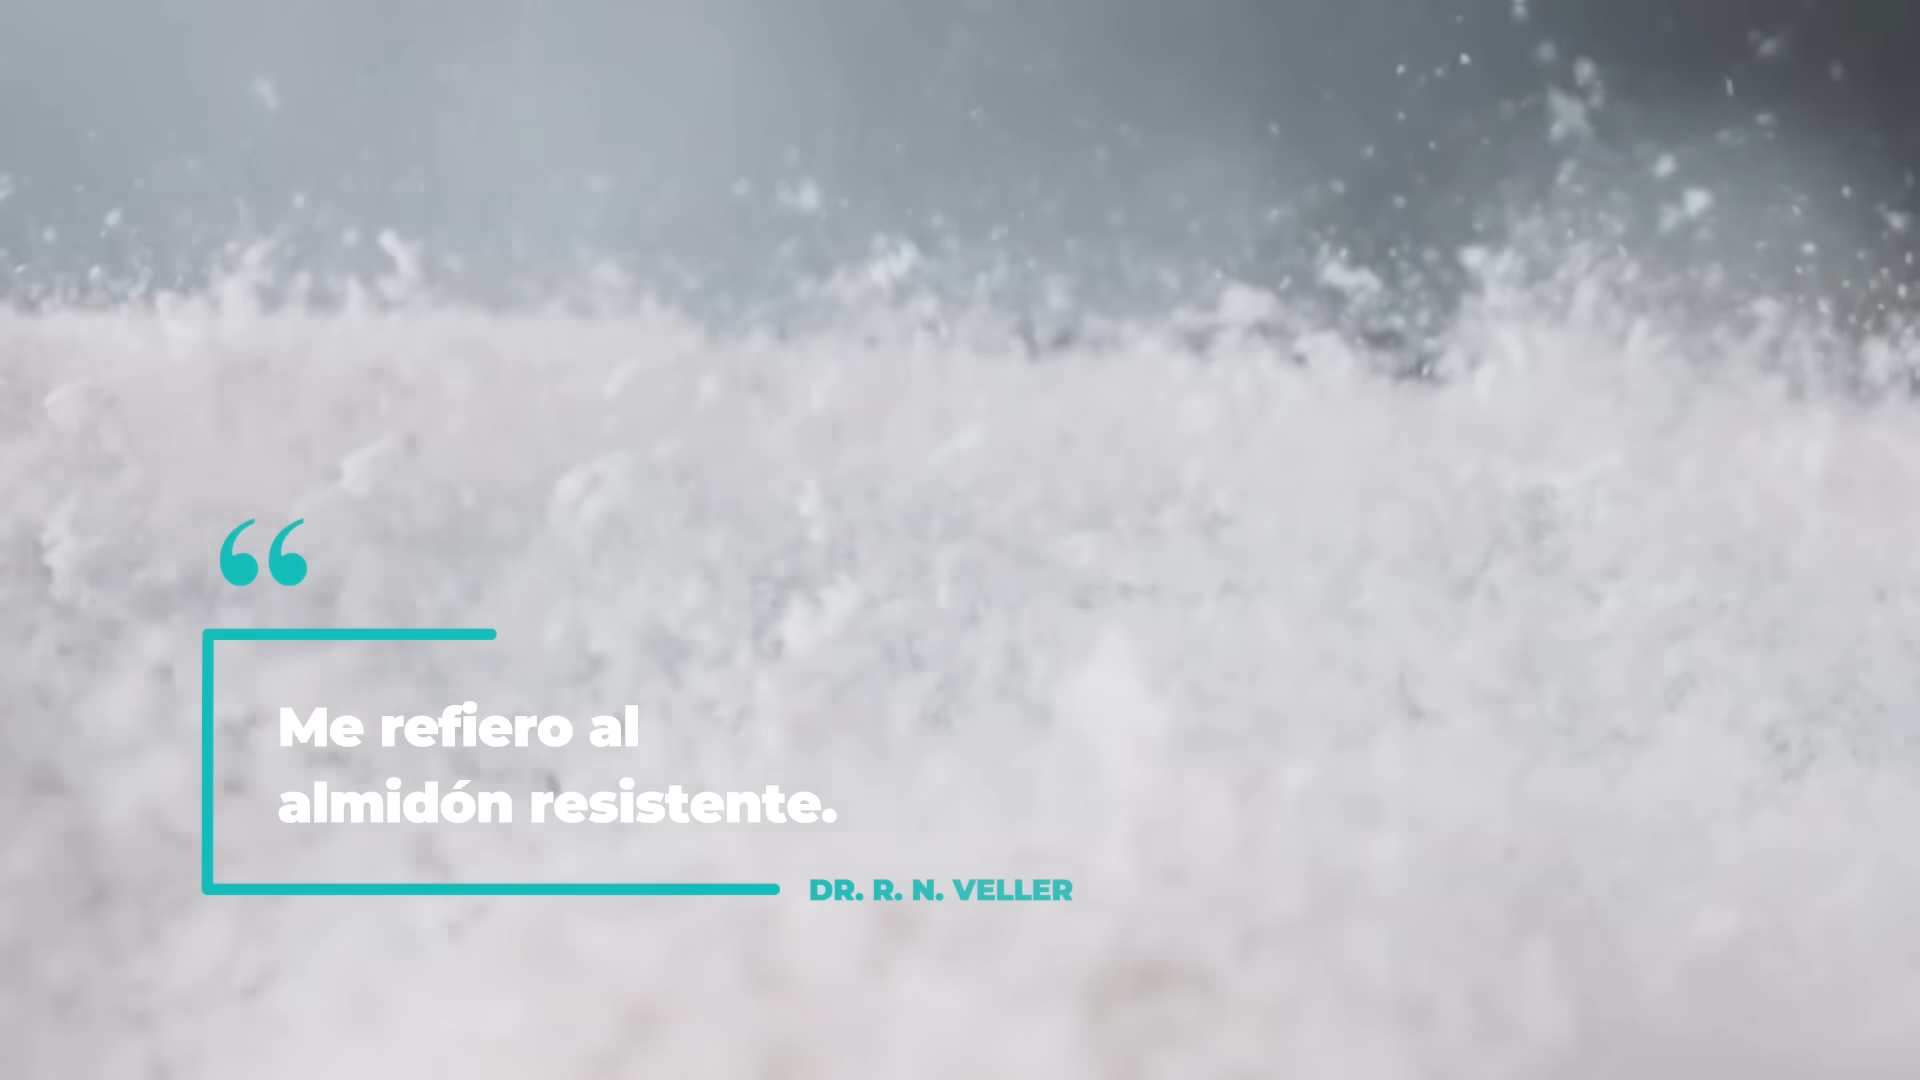 “
Me refiero al
almidón resistente.
DR. R. N. VELLER